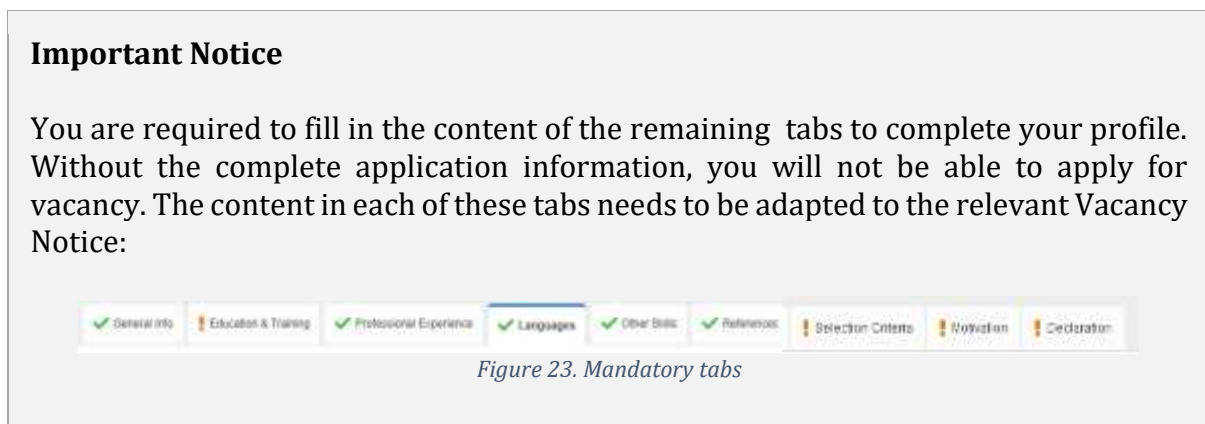 Important Notice
You are required to fill in the content of the remaining tabs to complete your profile.
Without the complete application information, you will not be able to apply for
vacancy. The content in each of these tabs needs to be adapted to the relevant Vacancy
Notice:
General Info Education & Training Professional Experience Languages Other Skills References Selection Criteria Motivation Declaration
Figure 23. Mandatory tabs